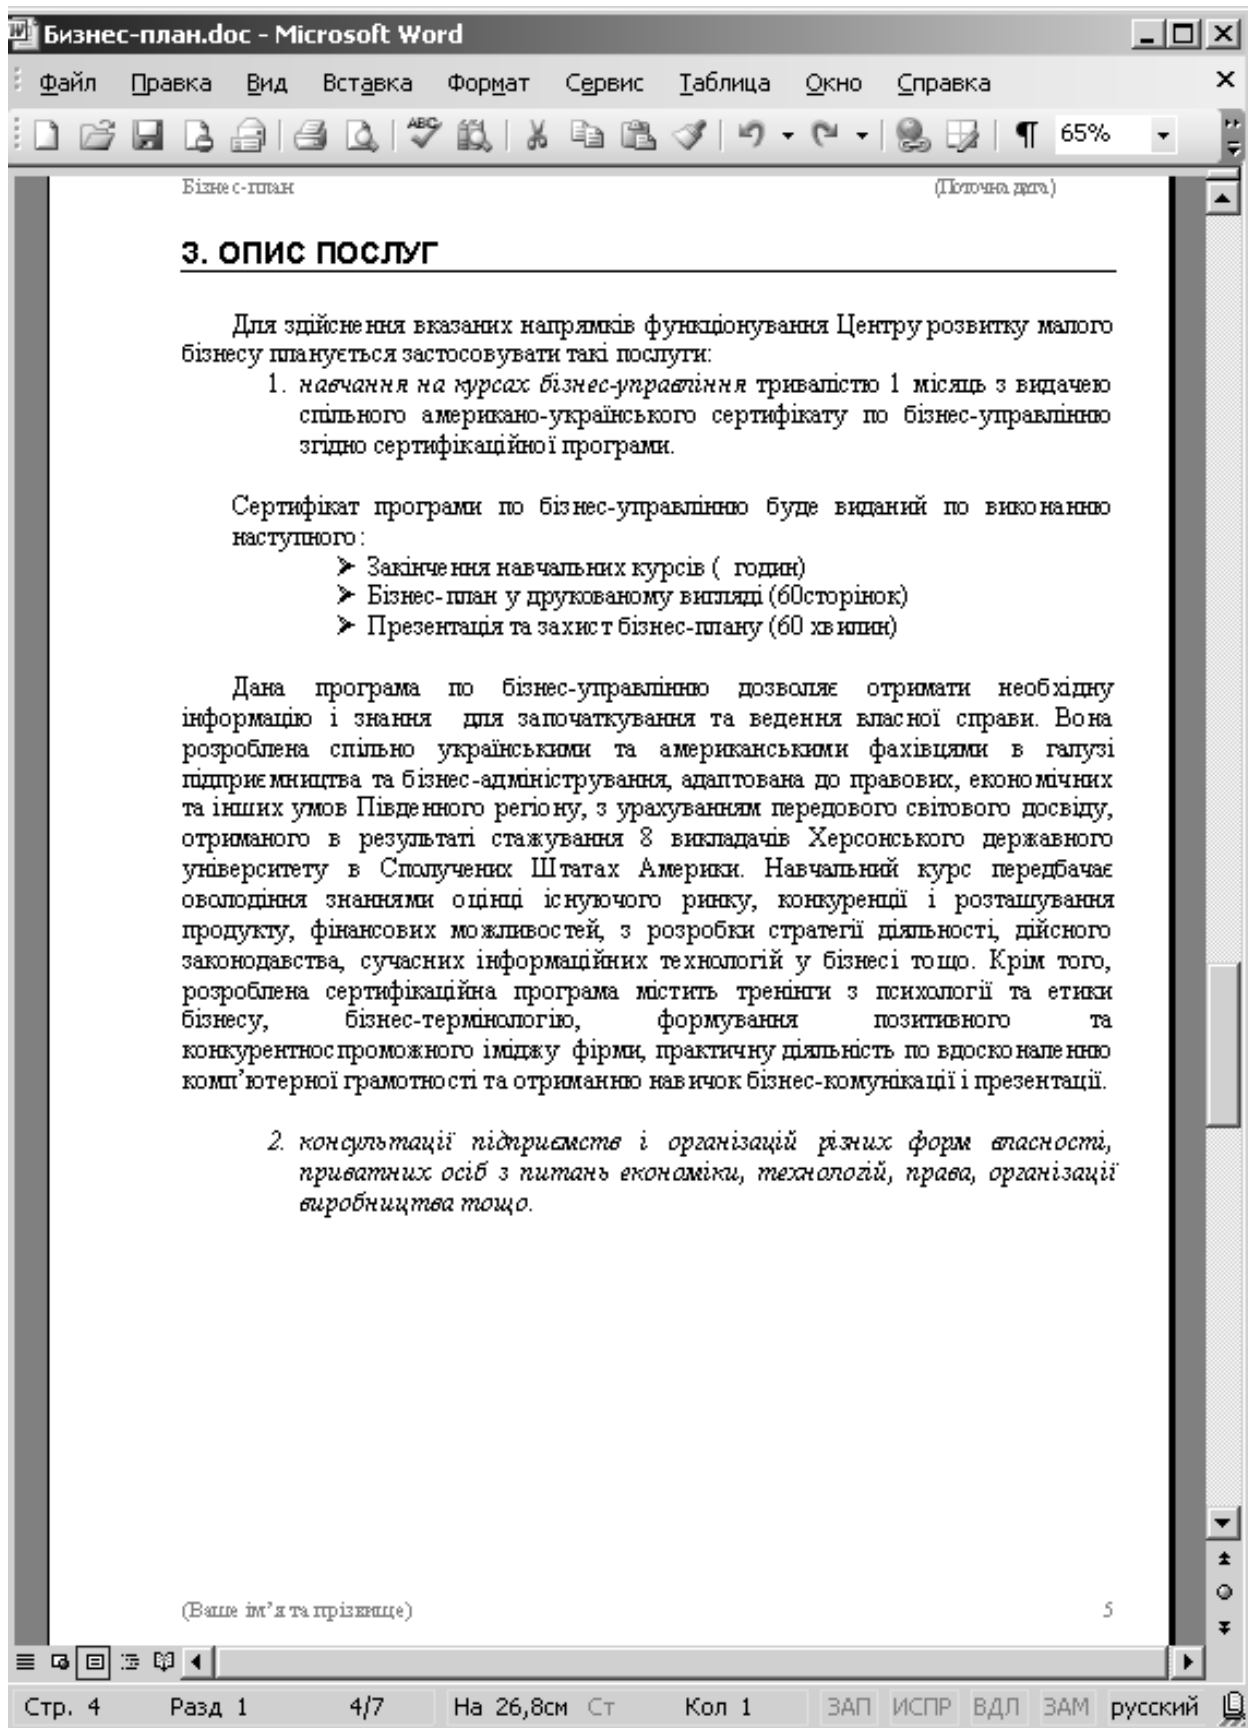 Бизнес-план.doc - Microsoft Word
Файл Правка Вид Вставка Формат Сервис Таблица Окно Справка
65%
Бізнес-план (Поточна дата)
3. ОПИС ПОСЛУГ
Для здійснення вказаних напрямків функціонування Центру розвитку малого
бізнесу планується застосовувати такі послуги:
1. навчання на курсах бізнес-управління тривалістю 1 місяць з видачею
спільного американо-українського сертифікату по бізнес-управлінню
згідно сертифікаційної програми.
Сертифікат програми по бізнес-управлінню буде виданий по виконанню
наступного:
➢ Закінчення навчальних курсів ( годин)
➢ Бізнес-план у друкованому вигляді (60сторінок)
➢ Презентація та захист бізнес-плану (60 хвилин)
Дана програма по бізнес-управлінню дозволяє отримати необхідну
інформацію і знання для започаткування та ведення власної справи. Вона
розроблена спільно українськими та американськими фахівцями в галузі
підприємництва та бізнес-адміністрування, адаптована до правових, економічних
та інших умов Південного регіону, з урахуванням передового світового досвіду,
отриманого в результаті стажування 8 викладачів Херсонського державного
університету в Сполучених Штатах Америки. Навчальний курс передбачає
оволодіння знаннями оцінці існуючого ринку, конкуренції і розташування
продукту, фінансових можливостей, з розробки стратегії діяльності, дійсного
законодавства, сучасних інформаційних технологій у бізнесі тощо. Крім того,
розроблена сертифікаційна програма містить тренінги з психології та етики
бізнесу, бізнес-термінологію, формування позитивного та
конкурентноспроможного іміджу фірми, практичну діяльність по вдосконаленню
комп’ютерної грамотності та отриманню навичок бізнес-комунікації і презентації.
2. консультації підприємств і організацій різних форм власності,
приватних осіб з питань економіки, технологій, права, організації
виробництва тощо.
(Ваше ім’я та прізвище) 5
Стр. 4 Разд 1 4/7 На 26,8см Ст Кол 1 ЗАП ИСПР ВДЛ ЗАМ русский